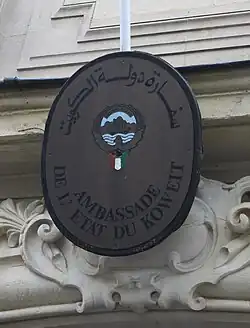 سفارة دولة الكويت
AMBASSADE
DE L'ETAT DU KOWEIT